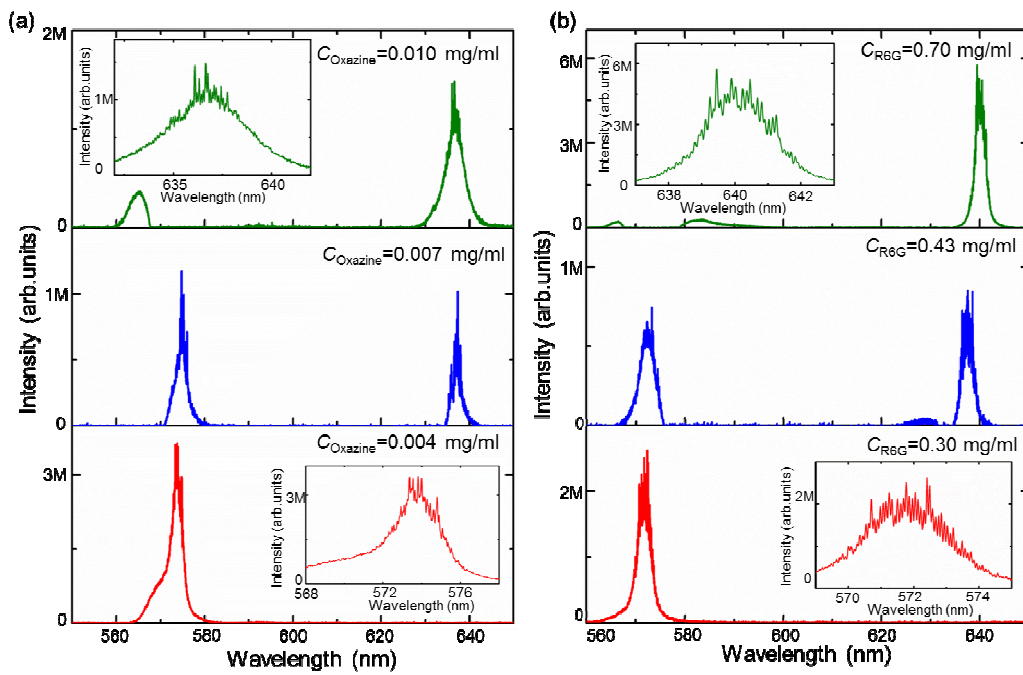 (a)
2M
1M
0
C_Oxazine=0.010 mg/ml
Intensity (arb.units)
1M
635 640
Wavelength (nm)
C_Oxazine=0.007 mg/ml
1M
0
Intensity (arb.units)
C_Oxazine=0.004 mg/ml
3M
0
Intensity (arb.units)
3M
0
568 572 576
Wavelength (nm)
560 580 600 620 640
Wavelength (nm)
(b)
6M
3M
0
C_R6G=0.70 mg/ml
Intensity (arb.units)
6M
3M
0
638 640 642
Wavelength (nm)
C_R6G=0.43 mg/ml
1M
0
Intensity (arb.units)
C_R6G=0.30 mg/ml
2M
0
Intensity (arb.units)
2M
0
570 572 574
Wavelength (nm)
560 580 600 620 640
Wavelength (nm)